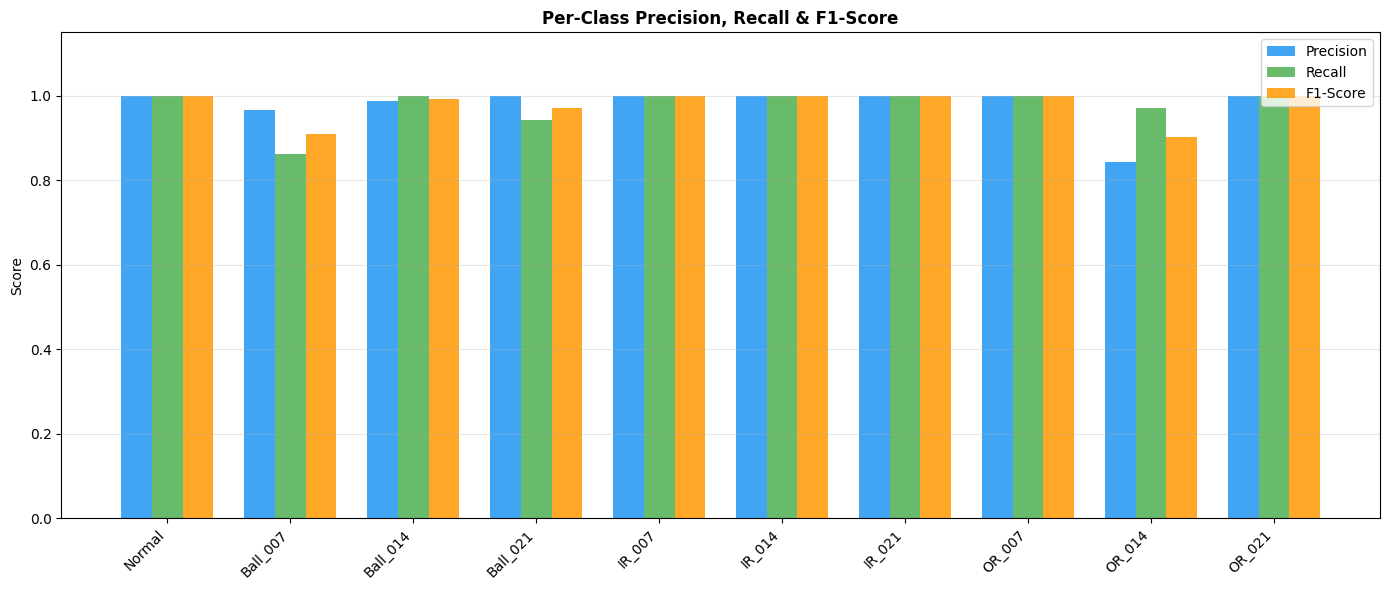 Per-Class Precision, Recall & F1-Score
Precision
Recall
F1-Score
Score
1.0
0.8
0.6
0.4
0.2
0.0
Normal
Ball_007
Ball_014
Ball_021
IR_007
IR_014
IR_021
OR_007
OR_014
OR_021